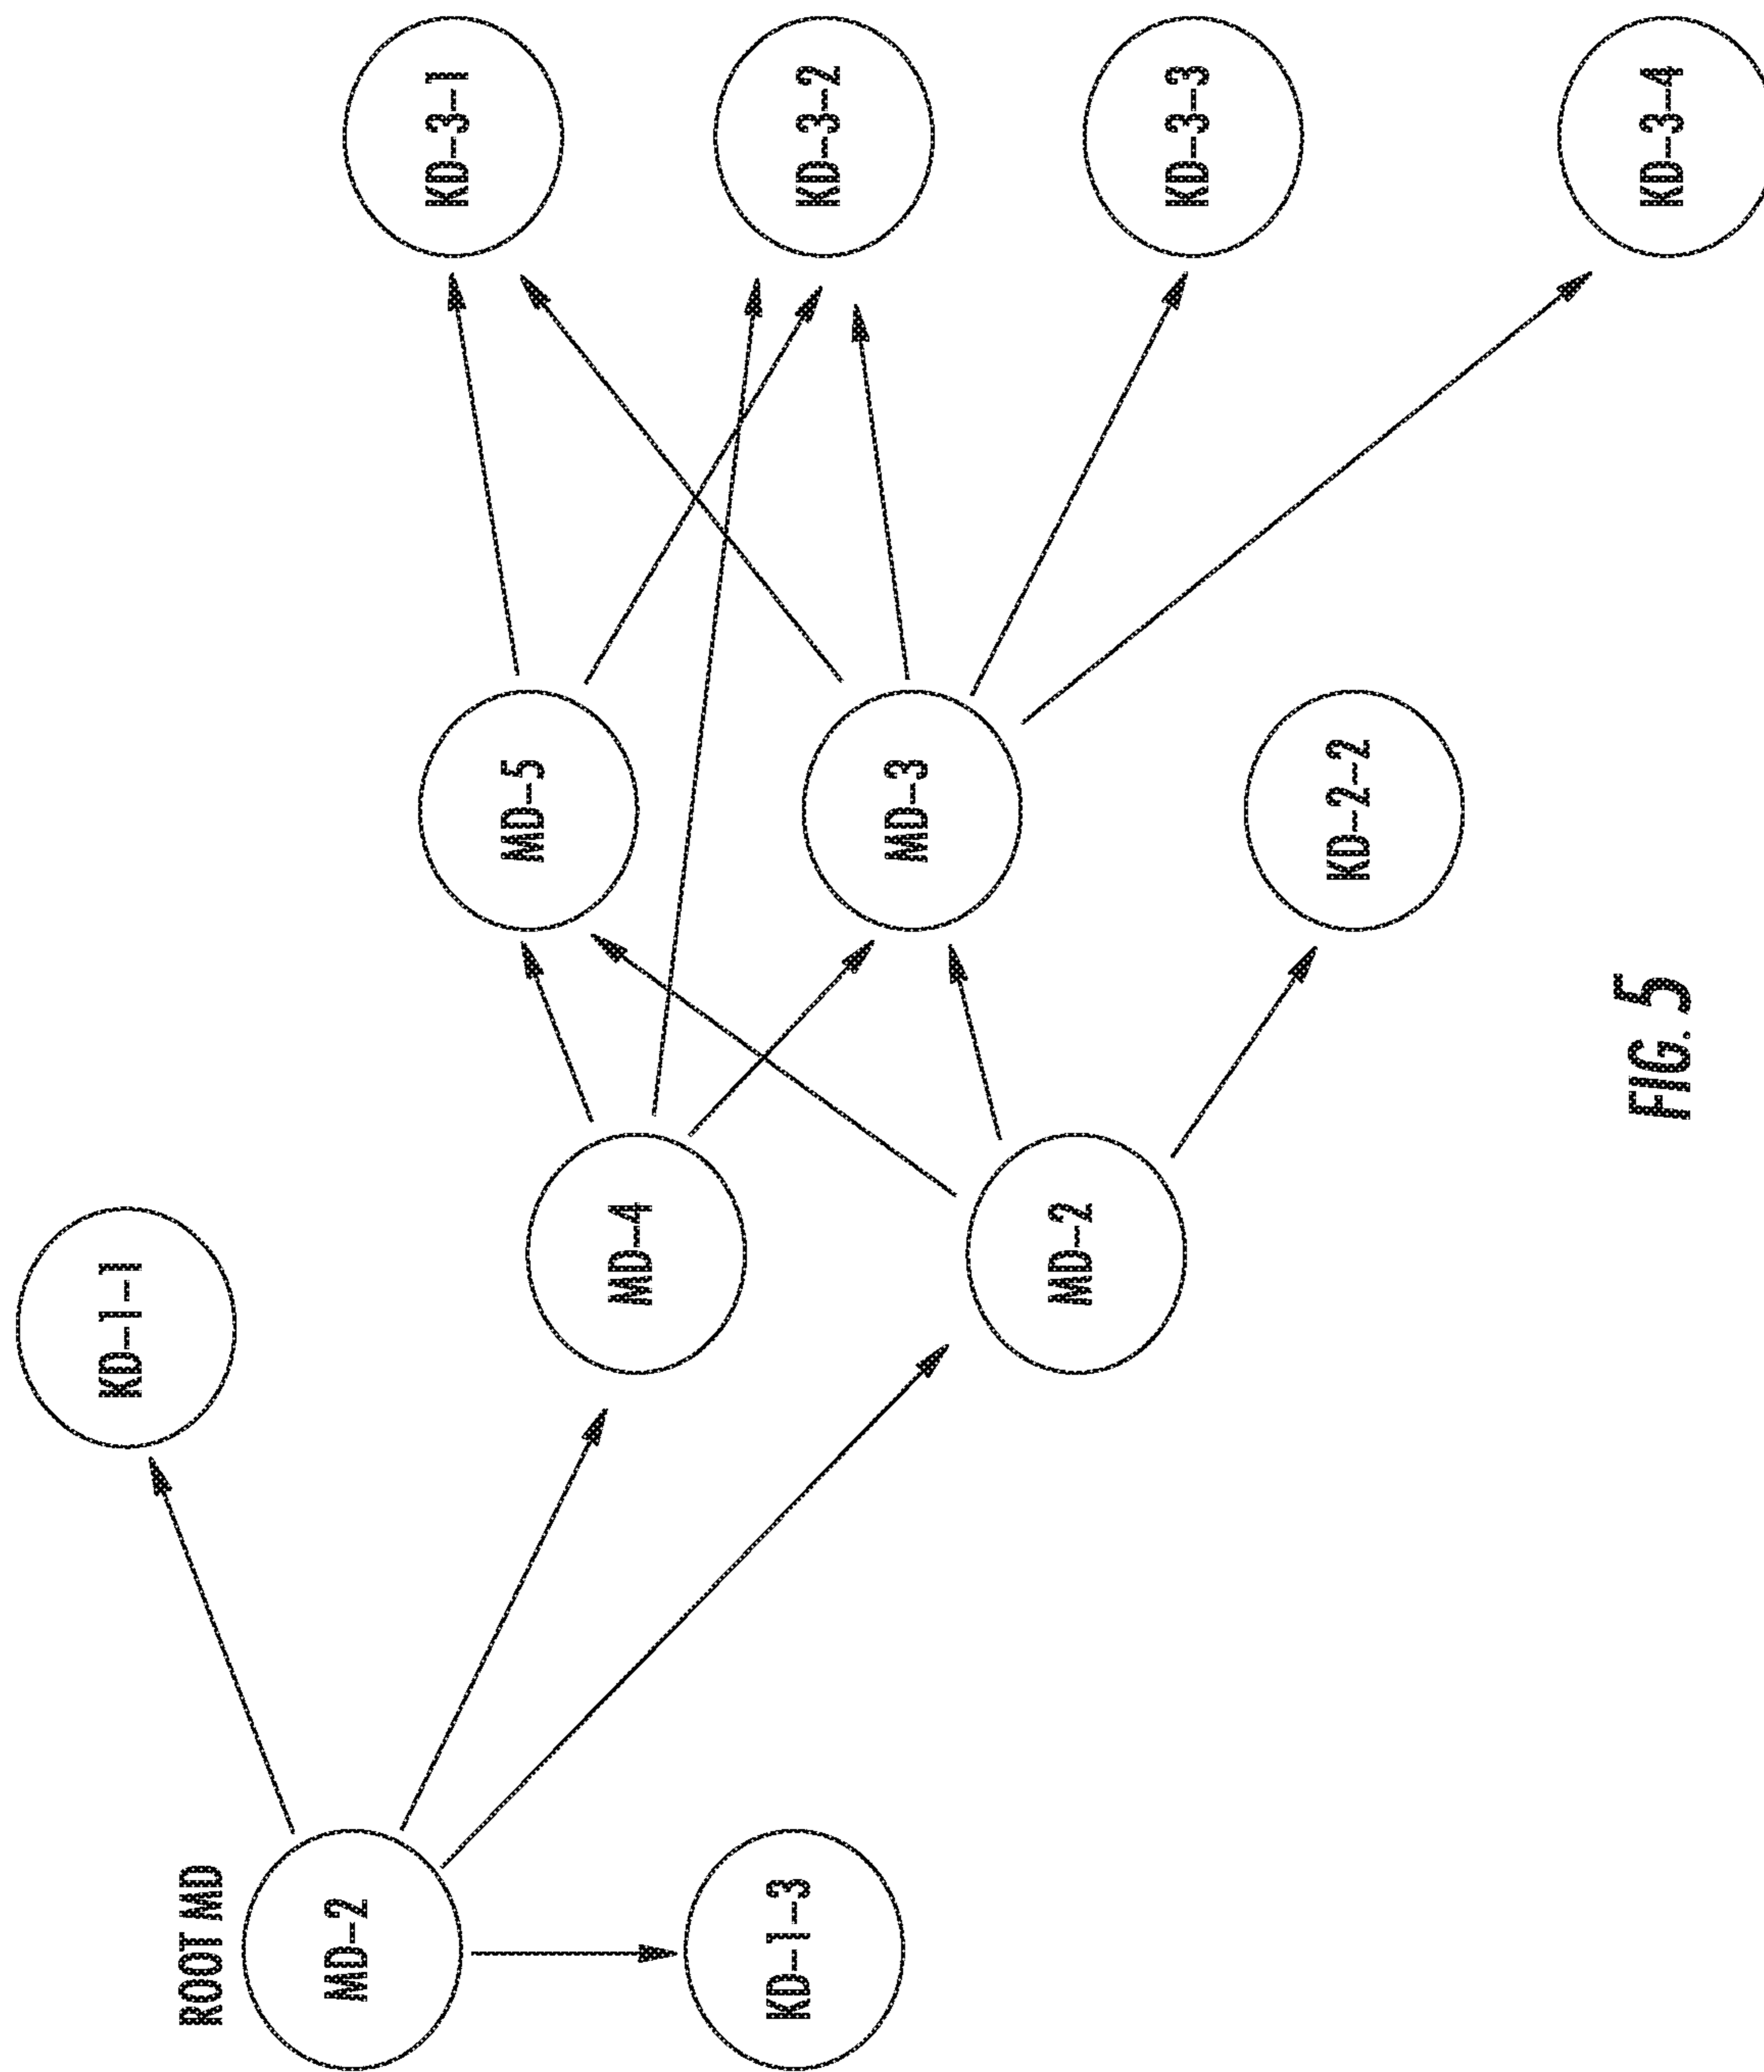 KD-1-1
KD-3-1
KD-3-2
KD-3-3
KD-3-4
MD-5
MD-3
KD-2-2
MD-4
MD-2
ROOT MD
MD-2
KD-1-3
FIG. 5